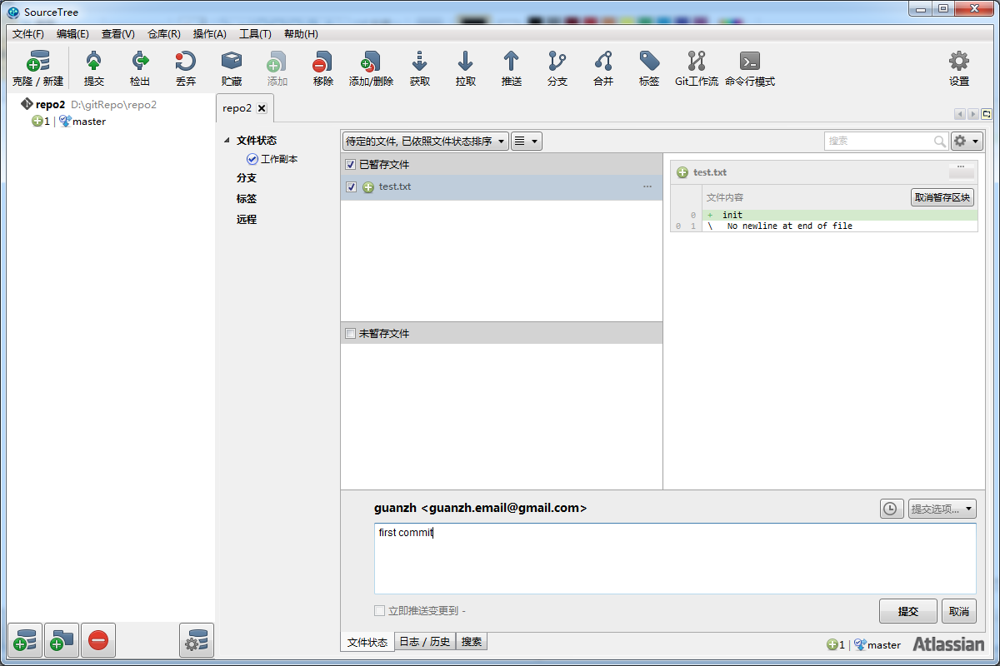 SourceTree
文件(F) 编辑(E) 查看(V) 仓库(R) 操作(A) 工具(T) 帮助(H)
克隆 / 新建 提交 检出 丢弃 贮藏 添加 移除 添加/删除 获取 拉取 推送 分支 合并 标签 Git工作流 命令行模式 设置
repo2 D:\gitRepo\repo2
1 | master
repo2
文件状态
工作副本
分支
标签
远程
待定的文件, 已依照文件状态排序
搜索
已暂存文件
test.txt ...
未暂存文件
test.txt ...
文件内容 取消暂存区块
0 + init
0 1 \ No newline at end of file
guanzh <guanzh.email@gmail.com>
提交选项...
first commit
立即推送变更到 -
提交 取消
文件状态 日志 / 历史 搜索
1 | master Atlassian